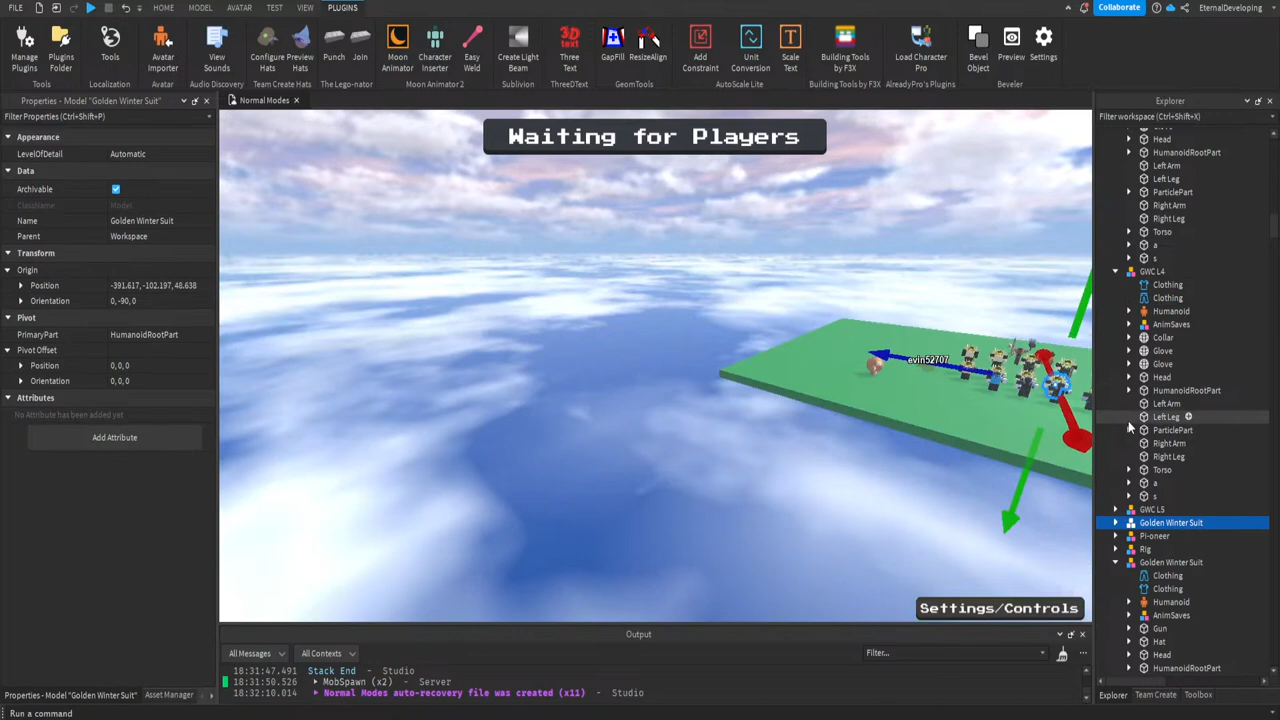 FILE HOME MODEL AVATAR TEST VIEW PLUGINS Collaborate EternalDeveloping
Manage Plugins
Plugins Folder
Tools
Avatar Importer
View Sounds
Configure Hats
Preview Hats
Punch
Join
Moon Animator
Character Inserter
Easy Weld
Create Light Beam
Three Text
GapFill
ResizeAlign
Add Constraint
Unit Conversion
Scale Text
Building Tools by F3X
Load Character Pro
Bevel Object
Preview
Settings
Tools Localization Avatar Audio Discovery Team Create Hats The Lego-nator Moon Animator 2 Sublivion ThreeDText GeomTools AutoScale Lite Building Tools by F3X AlreadyPro's Plugins Beveler
Properties - Model "Golden Winter Suit"
Filter Properties (Ctrl+Shift+P)
Appearance
LevelOfDetail Automatic
Data
Archivable
ClassName Model
Name Golden Winter Suit
Parent Workspace
Transform
Origin
Position -391.617, -102.197, 48.638
Orientation 0, -90, 0
Pivot
PrimaryPart HumanoidRootPart
Pivot Offset
Position 0,0,0
Orientation 0,0,0
Attributes
No Attribute has been added yet
Add Attribute
Properties - Model "Golden Winter Suit" Asset Manager
Run a command
Normal Modes
Waiting for Players
evin52707
Settings/Controls
Output
All Messages All Contexts Filter...
18:31:47.491 Stack End - Studio
18:31:50.526 MobSpawn (x2) - Server
18:32:10.014 Normal Modes auto-recovery file was created (x11) - Studio
Explorer
Filter workspace (Ctrl+Shift+X)
Head
HumanoidRootPart
Left Arm
Left Leg
ParticlePart
Right Arm
Right Leg
Torso
a
s
GWC L4
Clothing
Clothing
Humanoid
AnimSaves
Collar
Glove
Glove
Head
HumanoidRootPart
Left Arm
Left Leg
ParticlePart
Right Arm
Right Leg
Torso
a
s
GWC L5
Golden Winter Suit
PI-oneer
Rig
Golden Winter Suit
Clothing
Clothing
Humanoid
AnimSaves
Gun
Hat
Head
HumanoidRootPart
Explorer Team Create Toolbox